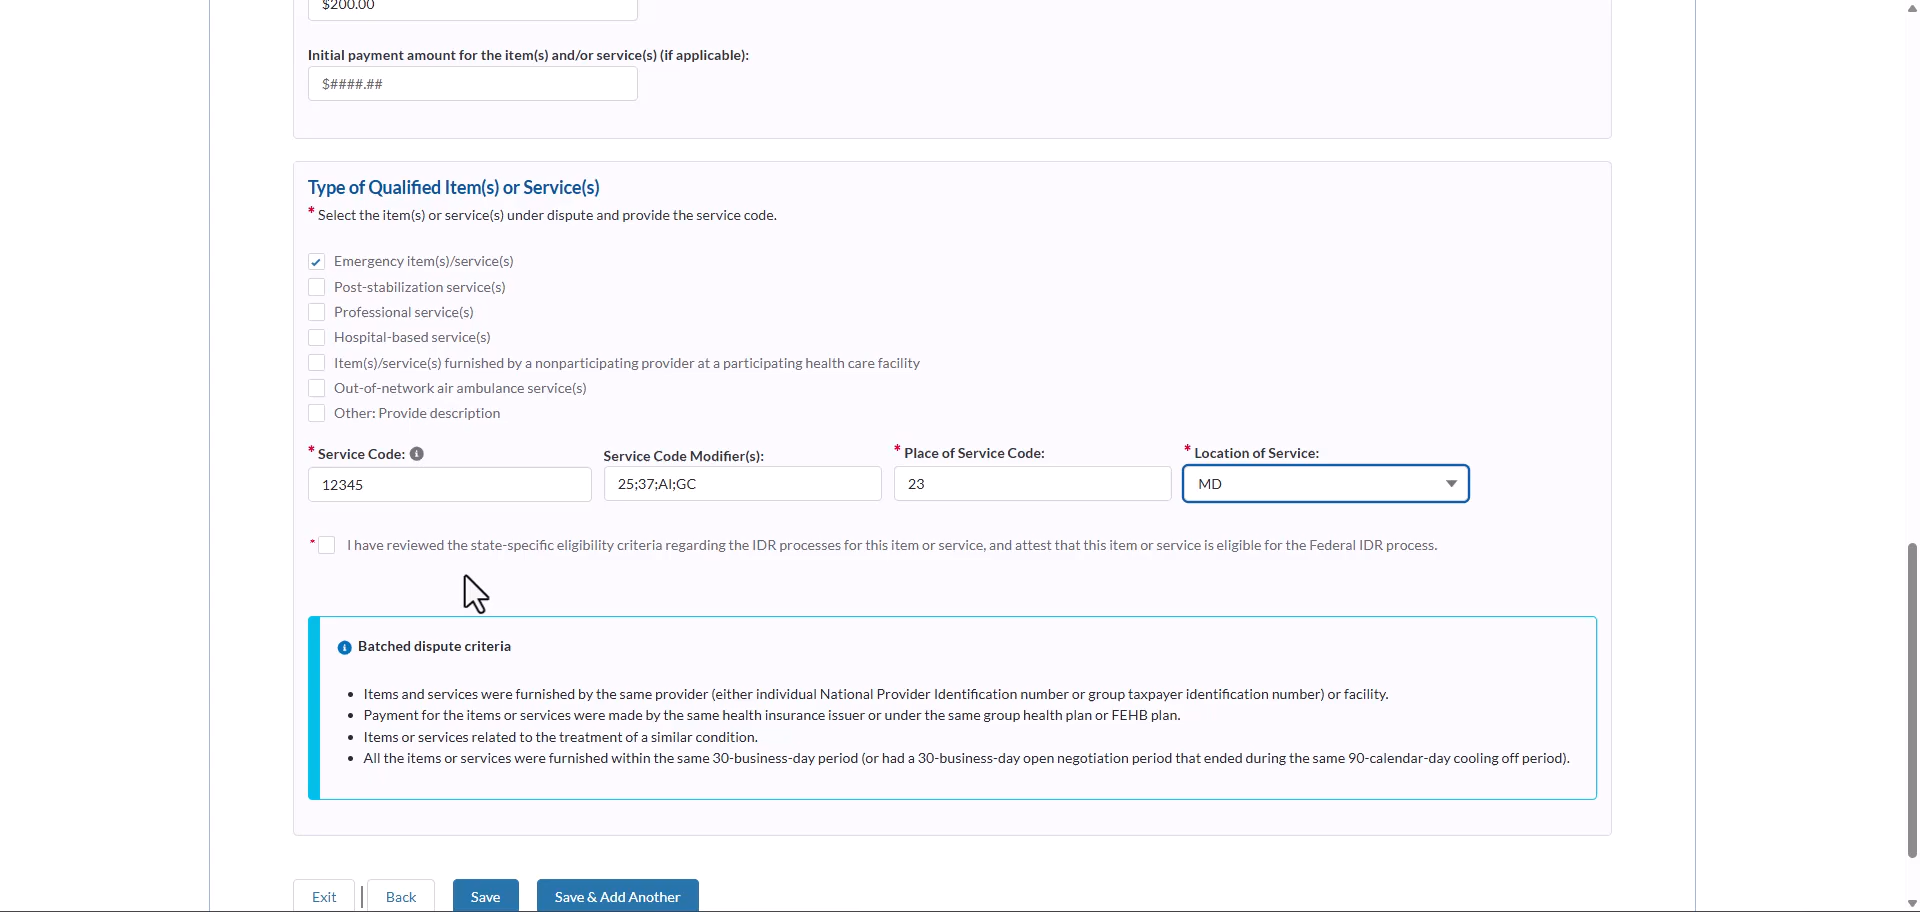 $200.00
Initial payment amount for the item(s) and/or service(s) (if applicable):
$####.##
Type of Qualified Item(s) or Service(s)
* Select the item(s) or service(s) under dispute and provide the service code.
Emergency item(s)/service(s)
Post-stabilization service(s)
Professional service(s)
Hospital-based service(s)
Item(s)/service(s) furnished by a nonparticipating provider at a participating health care facility
Out-of-network air ambulance service(s)
Other: Provide description
* Service Code: Service Code Modifier(s): * Place of Service Code: * Location of Service:
12345 25;37;AI;GC 23 MD
* I have reviewed the state-specific eligibility criteria regarding the IDR processes for this item or service, and attest that this item or service is eligible for the Federal IDR process.
Batched dispute criteria
• Items and services were furnished by the same provider (either individual National Provider Identification number or group taxpayer identification number) or facility.
• Payment for the items or services were made by the same health insurance issuer or under the same group health plan or FEHB plan.
• Items or services related to the treatment of a similar condition.
• All the items or services were furnished within the same 30-business-day period (or had a 30-business-day open negotiation period that ended during the same 90-calendar-day cooling off period).
Exit | Back Save Save & Add Another